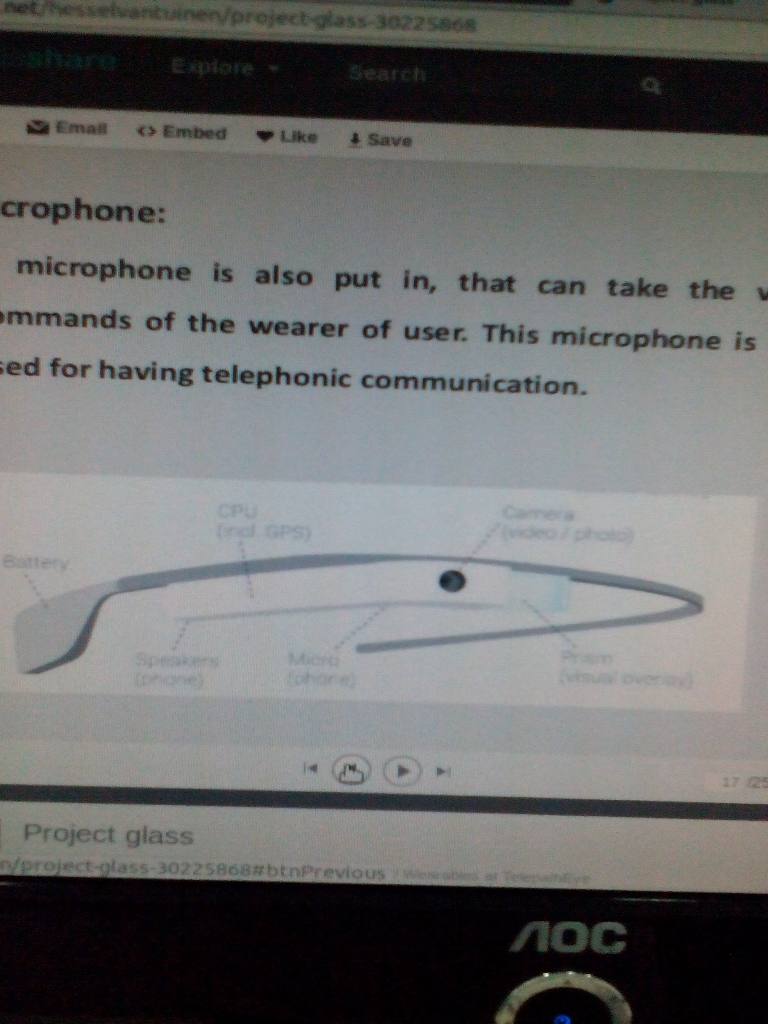 .net/hesselvantuinen/project-glass-30225868
share Explore Search
Email <> Embed Like Save
crophone:
microphone is also put in, that can take the v
ommands of the wearer of user. This microphone is
sed for having telephonic communication.
CPU
(incl. GPS)
Camera
(video / photo)
Battery
Speakers
(phone)
Micro
(phone)
Prism
(visual overlay)
17 /25
Project glass
n/project-glass-30225868#btnPrevious / Wearables at TelepathEye
AOC